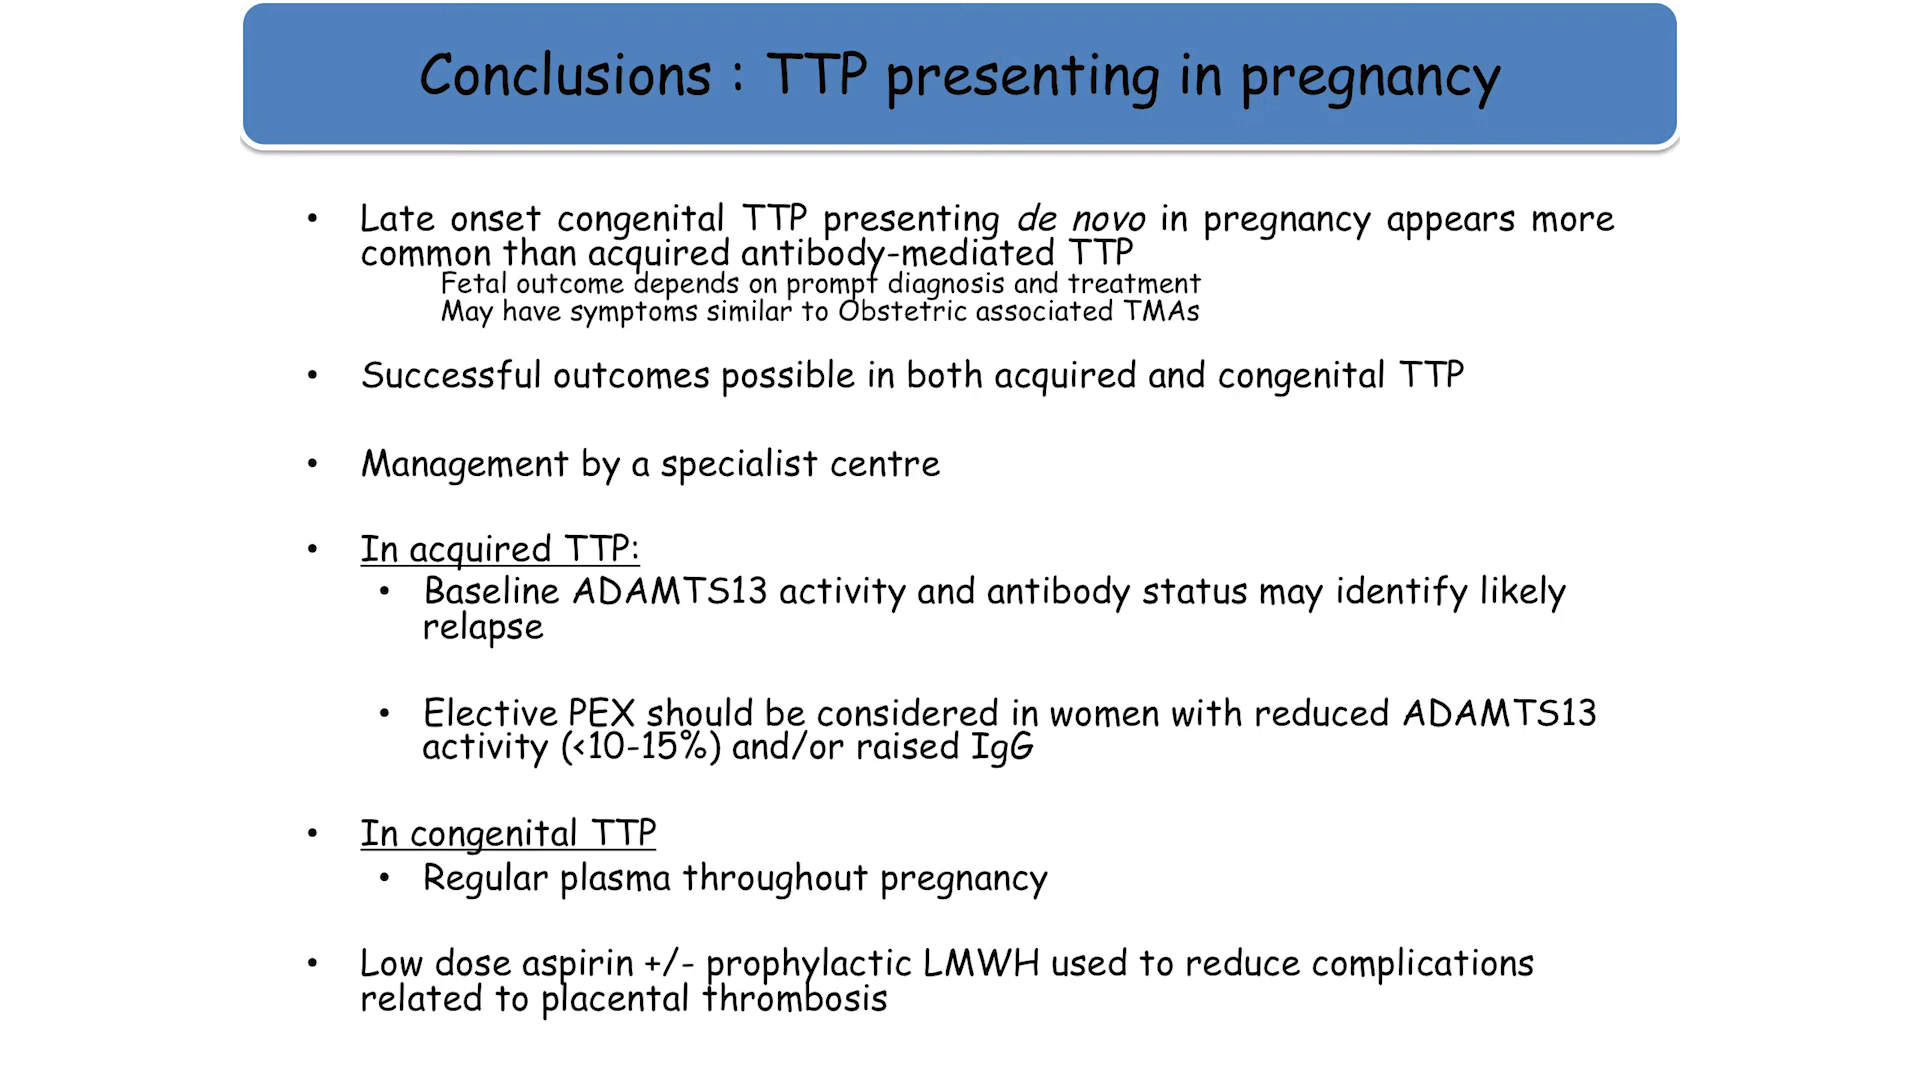 Conclusions : TTP presenting in pregnancy
• Late onset congenital TTP presenting de novo in pregnancy appears more
common than acquired antibody-mediated TTP
Fetal outcome depends on prompt diagnosis and treatment
May have symptoms similar to Obstetric associated TMAs
• Successful outcomes possible in both acquired and congenital TTP
• Management by a specialist centre
• In acquired TTP:
• Baseline ADAMTS13 activity and antibody status may identify likely
relapse
• Elective PEX should be considered in women with reduced ADAMTS13
activity (<10-15%) and/or raised IgG
• In congenital TTP
• Regular plasma throughout pregnancy
• Low dose aspirin +/- prophylactic LMWH used to reduce complications
related to placental thrombosis